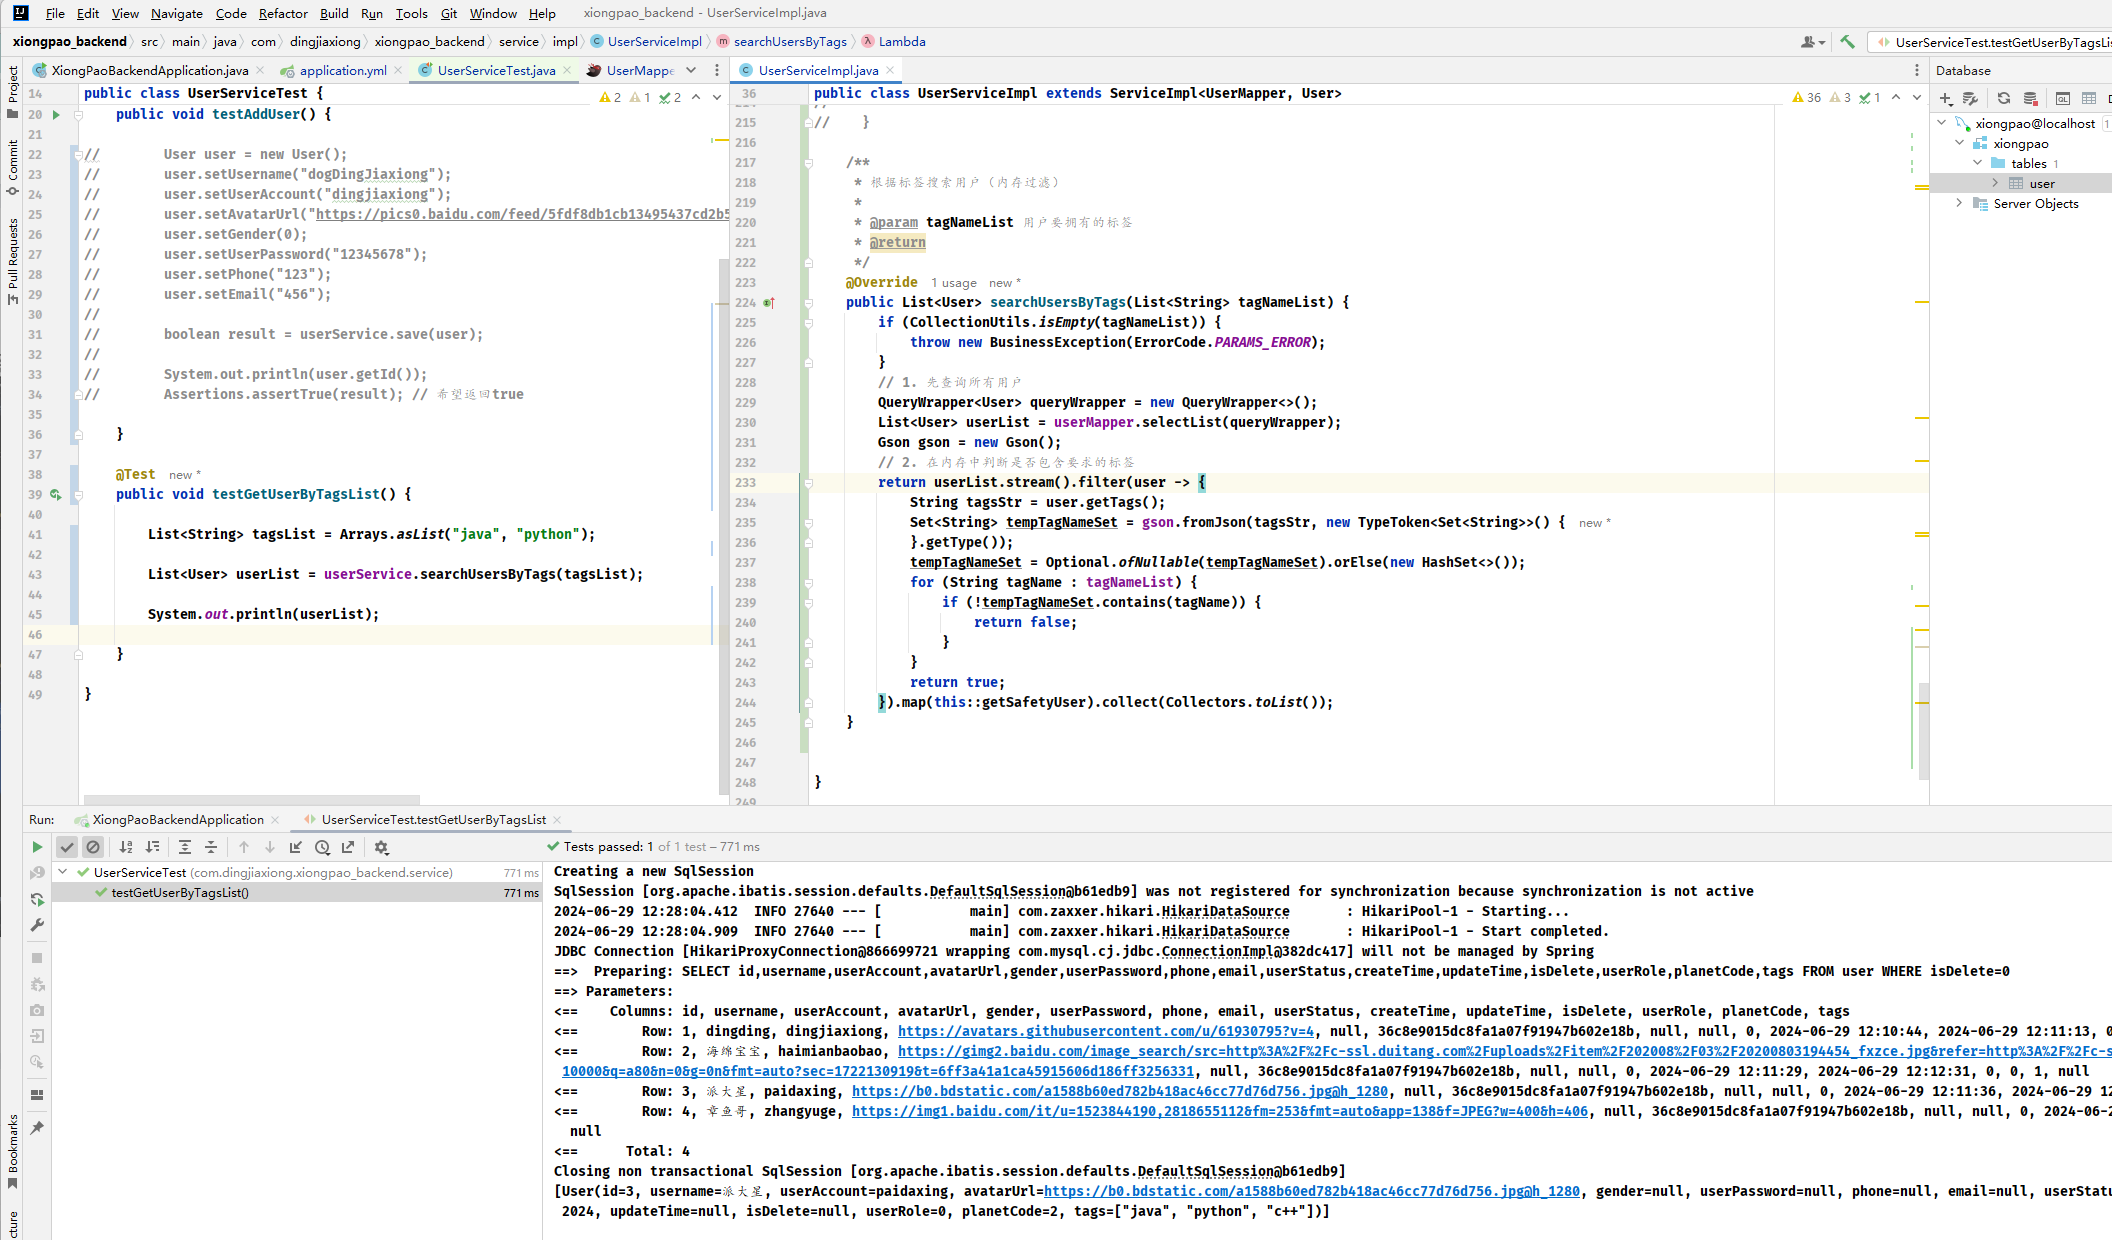 File Edit View Navigate Code Refactor Build Run Tools Git Window Help xiongpao_backend - UserServiceImpl.java
xiongpao_backend src main java com dingjiaxiong xiongpao_backend service impl UserServiceImpl searchUsersByTags Lambda UserServiceTest.testGetUserByTagsLi
XiongPaoBackendApplication.java application.yml UserServiceTest.java UserMappe
14 public class UserServiceTest {
2 1 2
20 public void testAddUser() {
21
22 // User user = new User();
23 // user.setUsername("dogDingJiaxiong");
24 // user.setUserAccount("dingjiaxiong");
25 // user.setAvatarUrl("https://pics0.baidu.com/feed/5fdf8db1cb13495437cd2b5
26 // user.setGender(0);
27 // user.setUserPassword("12345678");
28 // user.setPhone("123");
29 // user.setEmail("456");
30 //
31 // boolean result = userService.save(user);
32 //
33 // System.out.println(user.getId());
34 // Assertions.assertTrue(result); // 希望返回true
35
36 }
37
38 @Test new *
39 public void testGetUserByTagsList() {
40
41 List<String> tagsList = Arrays.asList("java", "python");
42
43 List<User> userList = userService.searchUsersByTags(tagsList);
44
45 System.out.println(userList);
46
47 }
48
49 }
UserServiceImpl.java
36 public class UserServiceImpl extends ServiceImpl<UserMapper, User>
36 3 1
215 // }
216
217 /**
218 * 根据标签搜索用户（内存过滤）
219 *
220 * @param tagNameList 用户要拥有的标签
221 * @return
222 */
223 @Override 1 usage new *
224 public List<User> searchUsersByTags(List<String> tagNameList) {
225 if (CollectionUtils.isEmpty(tagNameList)) {
226 throw new BusinessException(ErrorCode.PARAMS_ERROR);
227 }
228 // 1. 先查询所有用户
229 QueryWrapper<User> queryWrapper = new QueryWrapper<>();
230 List<User> userList = userMapper.selectList(queryWrapper);
231 Gson gson = new Gson();
232 // 2. 在内存中判断是否包含要求的标签
233 return userList.stream().filter(user -> {
234 String tagsStr = user.getTags();
235 Set<String> tempTagNameSet = gson.fromJson(tagsStr, new TypeToken<Set<String>>() { new *
236 }.getType());
237 tempTagNameSet = Optional.ofNullable(tempTagNameSet).orElse(new HashSet<>());
238 for (String tagName : tagNameList) {
239 if (!tempTagNameSet.contains(tagName)) {
240 return false;
241 }
242 }
243 return true;
244 }).map(this::getSafetyUser).collect(Collectors.toList());
245 }
246
247
248 }
249
Database
xiongpao@localhost 1
xiongpao
tables 1
user
Server Objects
Project
Commit
Pull Requests
Bookmarks
cture
Run: XiongPaoBackendApplication UserServiceTest.testGetUserByTagsList
Tests passed: 1 of 1 test – 771 ms
UserServiceTest (com.dingjiaxiong.xiongpao_backend.service) 771 ms
testGetUserByTagsList() 771 ms
Creating a new SqlSession
SqlSession [org.apache.ibatis.session.defaults.DefaultSqlSession@b61edb9] was not registered for synchronization because synchronization is not active
2024-06-29 12:28:04.412 INFO 27640 --- [ main] com.zaxxer.hikari.HikariDataSource : HikariPool-1 - Starting...
2024-06-29 12:28:04.909 INFO 27640 --- [ main] com.zaxxer.hikari.HikariDataSource : HikariPool-1 - Start completed.
JDBC Connection [HikariProxyConnection@866699721 wrapping com.mysql.cj.jdbc.ConnectionImpl@382dc417] will not be managed by Spring
==> Preparing: SELECT id,username,userAccount,avatarUrl,gender,userPassword,phone,email,userStatus,createTime,updateTime,isDelete,userRole,planetCode,tags FROM user WHERE isDelete=0
==> Parameters:
<== Columns: id, username, userAccount, avatarUrl, gender, userPassword, phone, email, userStatus, createTime, updateTime, isDelete, userRole, planetCode, tags
<== Row: 1, dingding, dingjiaxiong, https://avatars.githubusercontent.com/u/61930795?v=4, null, 36c8e9015dc8fa1a07f91947b602e18b, null, null, 0, 2024-06-29 12:10:44, 2024-06-29 12:11:13, 0
<== Row: 2, 海绵宝宝, haimianbaobao, https://gimg2.baidu.com/image_search/src=http%3A%2F%2Fc-ssl.duitang.com%2Fuploads%2Fitem%2F202008%2F03%2F20200803194454_fxzce.jpg&refer=http%3A%2F%2Fc-s
10000&q=a80&n=0&g=0n&fmt=auto?sec=1722130919&t=6ff3a41a1ca45915606d186ff3256331, null, 36c8e9015dc8fa1a07f91947b602e18b, null, null, 0, 2024-06-29 12:11:29, 2024-06-29 12:12:31, 0, 0, 1, null
<== Row: 3, 派大星, paidaxing, https://b0.bdstatic.com/a1588b60ed782b418ac46cc77d76d756.jpg@h_1280, null, 36c8e9015dc8fa1a07f91947b602e18b, null, null, 0, 2024-06-29 12:11:36, 2024-06-29 12
<== Row: 4, 章鱼哥, zhangyuge, https://img1.baidu.com/it/u=1523844190,2818655112&fm=253&fmt=auto&app=138&f=JPEG?w=400&h=406, null, 36c8e9015dc8fa1a07f91947b602e18b, null, null, 0, 2024-06-2
null
<== Total: 4
Closing non transactional SqlSession [org.apache.ibatis.session.defaults.DefaultSqlSession@b61edb9]
[User(id=3, username=派大星, userAccount=paidaxing, avatarUrl=https://b0.bdstatic.com/a1588b60ed782b418ac46cc77d76d756.jpg@h_1280, gender=null, userPassword=null, phone=null, email=null, userStatu
2024, updateTime=null, isDelete=null, userRole=0, planetCode=2, tags=["java", "python", "c++"])]